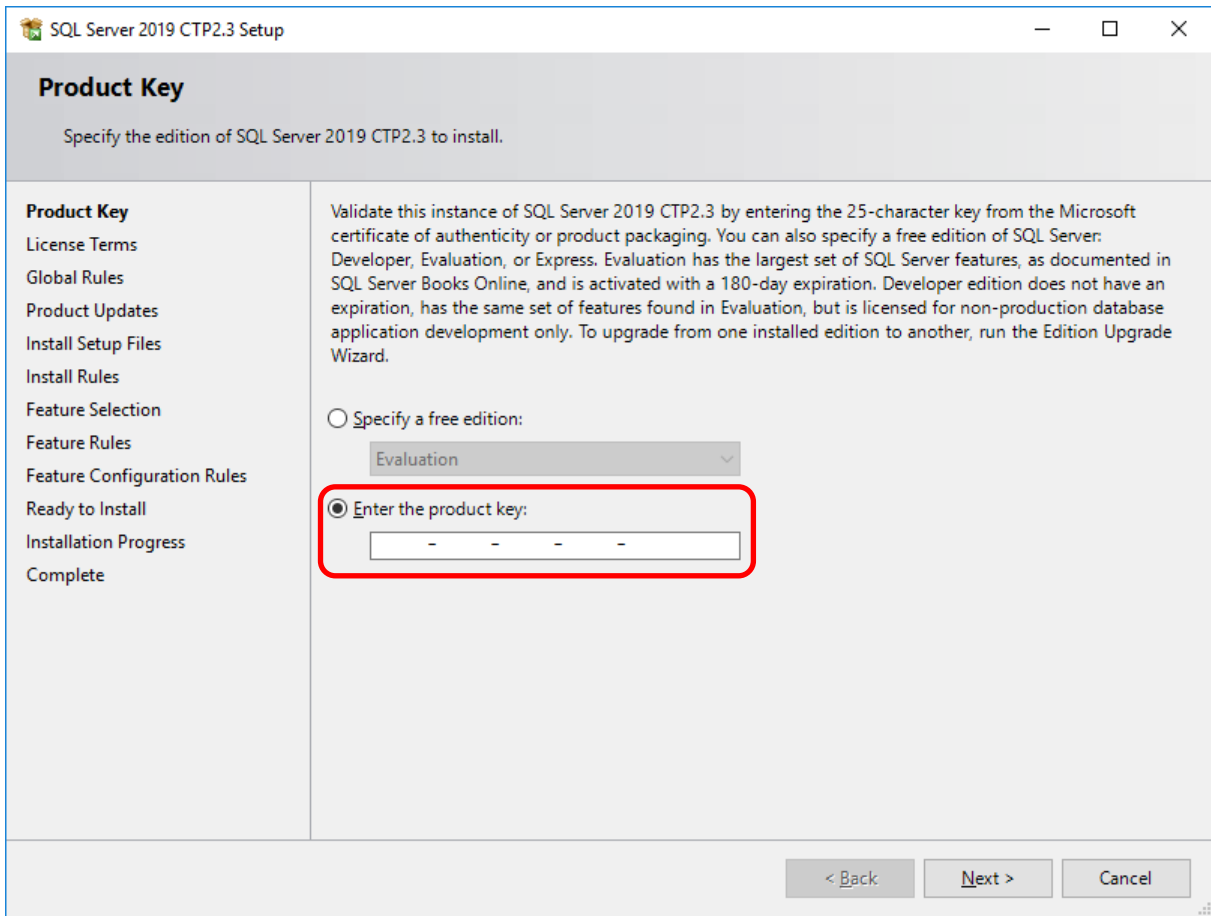 SQL Server 2019 CTP2.3 Setup
Product Key
Specify the edition of SQL Server 2019 CTP2.3 to install.
Product Key
License Terms
Global Rules
Product Updates
Install Setup Files
Install Rules
Feature Selection
Feature Rules
Feature Configuration Rules
Ready to Install
Installation Progress
Complete
Validate this instance of SQL Server 2019 CTP2.3 by entering the 25-character key from the Microsoft
certificate of authenticity or product packaging. You can also specify a free edition of SQL Server:
Developer, Evaluation, or Express. Evaluation has the largest set of SQL Server features, as documented in
SQL Server Books Online, and is activated with a 180-day expiration. Developer edition does not have an
expiration, has the same set of features found in Evaluation, but is licensed for non-production database
application development only. To upgrade from one installed edition to another, run the Edition Upgrade
Wizard.
Specify a free edition:
Evaluation
Enter the product key:
- - - -
< Back Next > Cancel